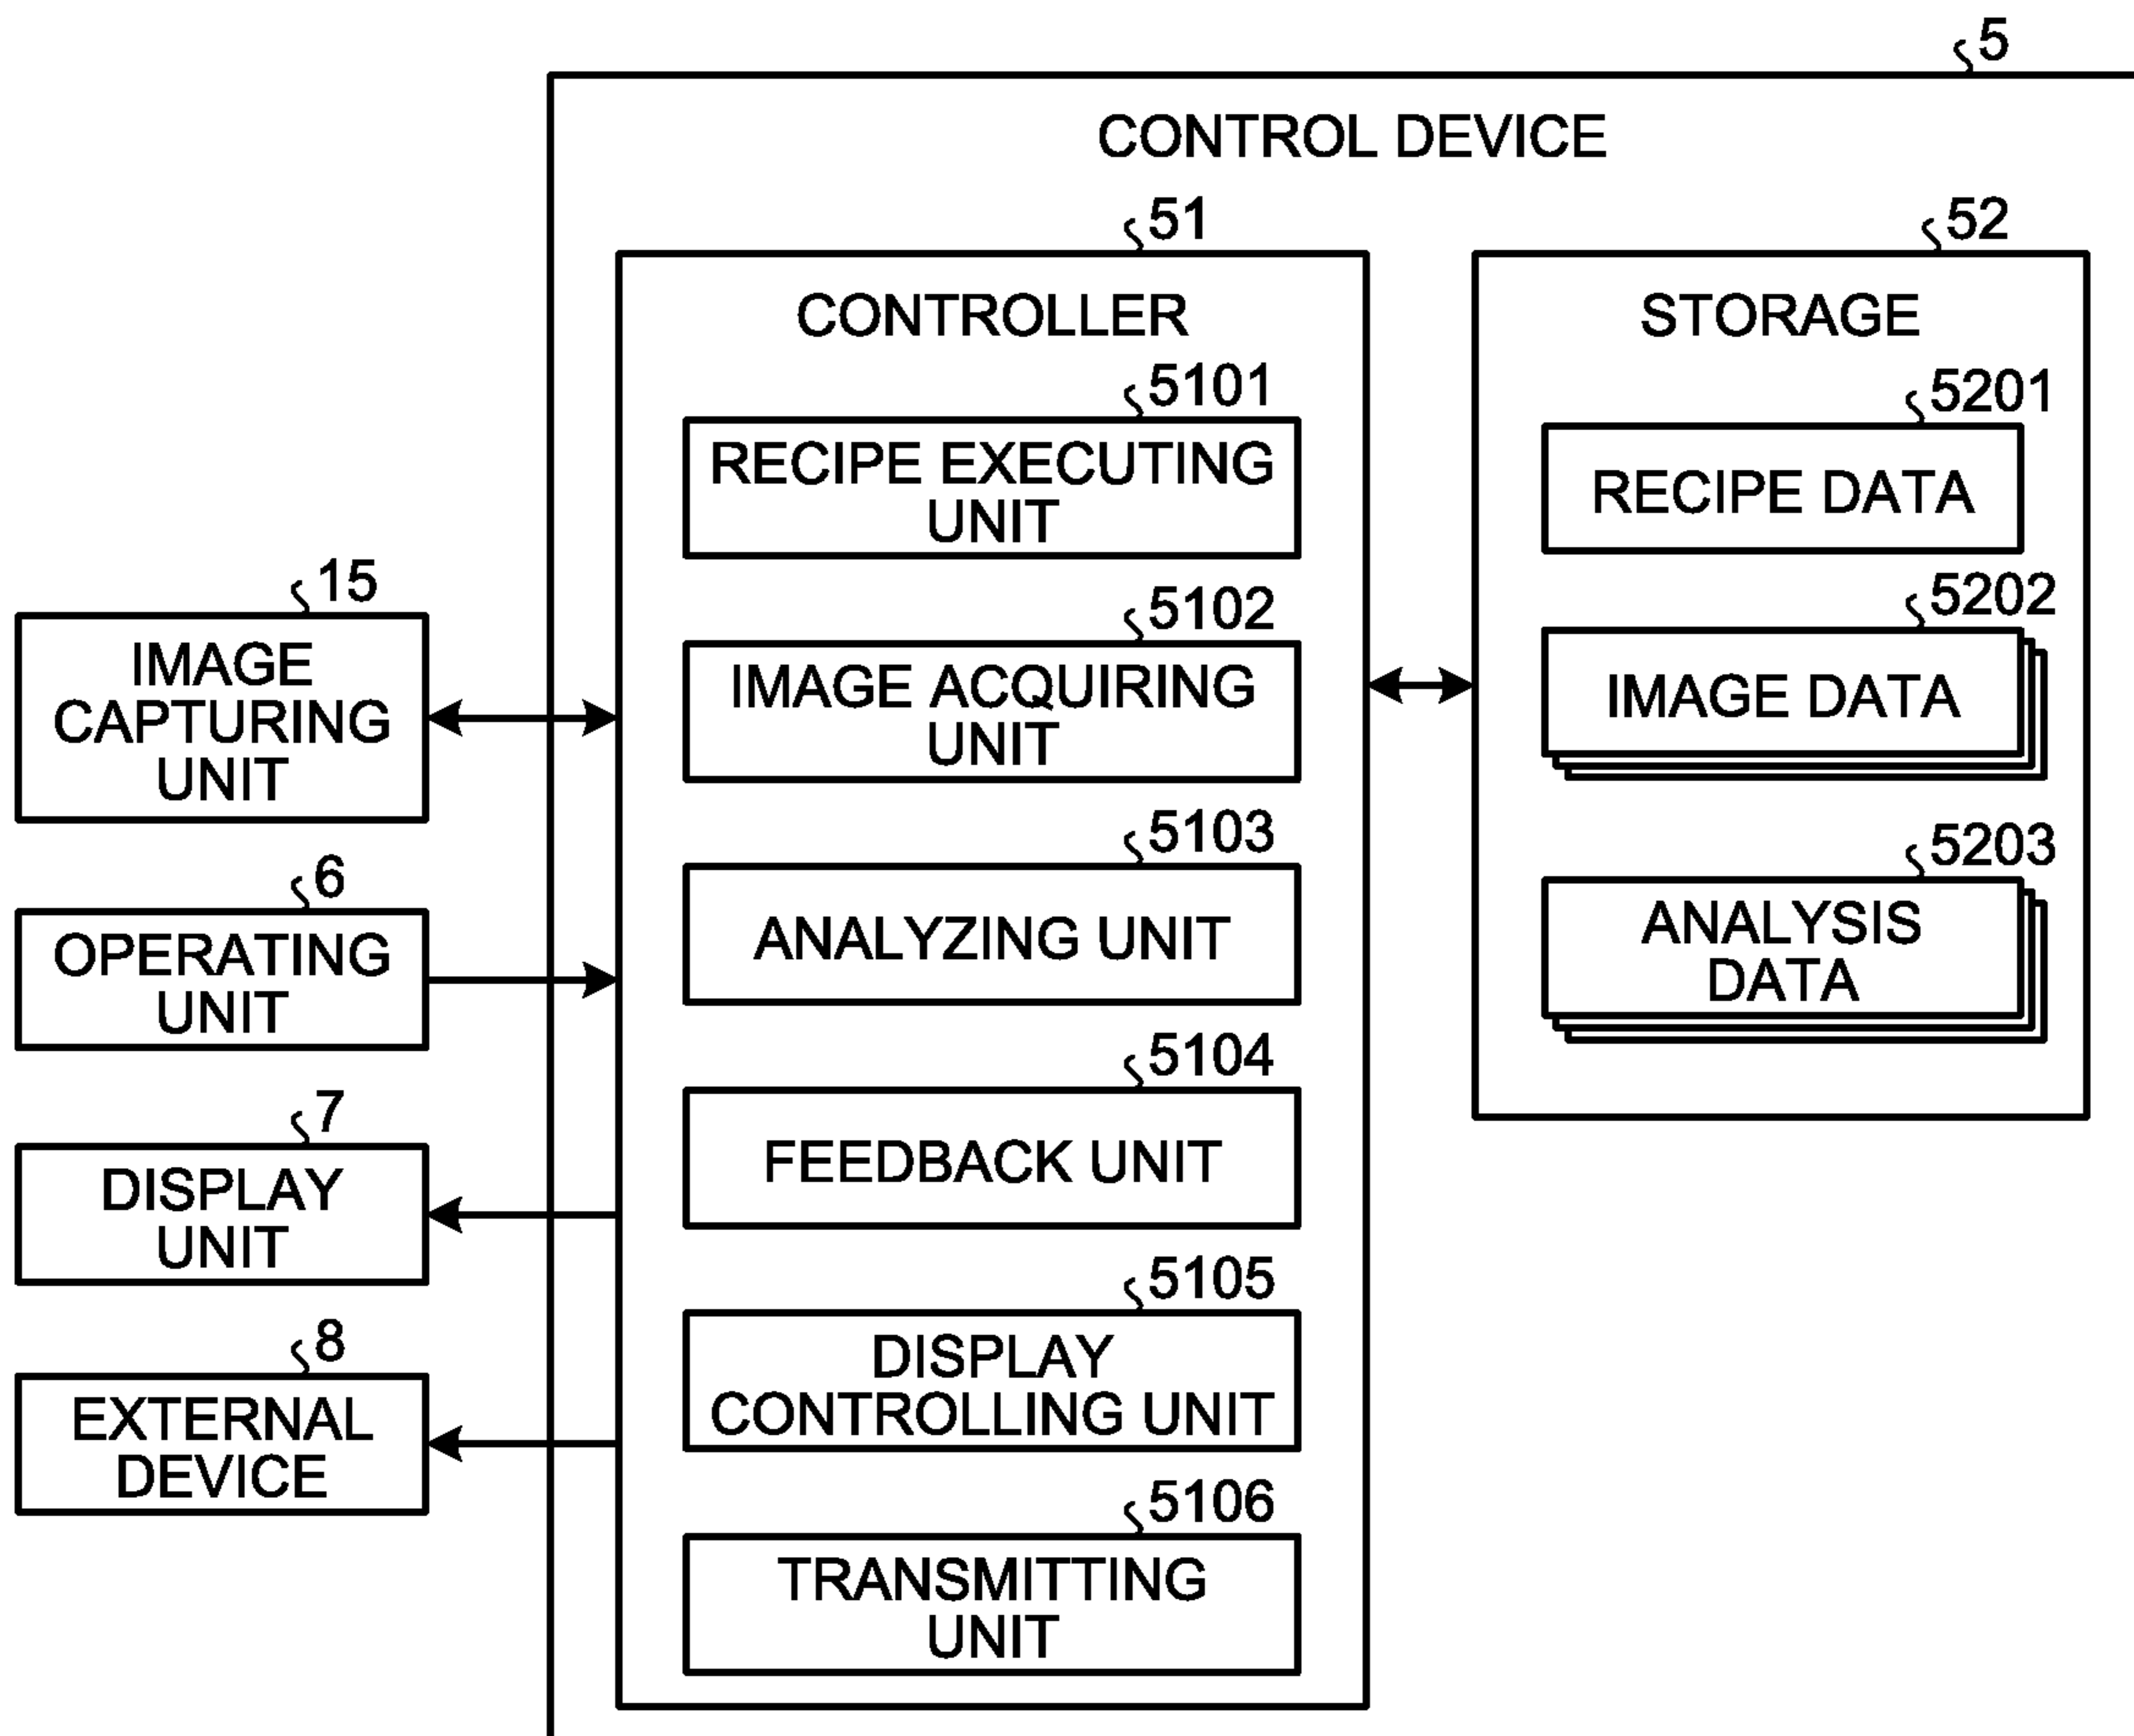 5
CONTROL DEVICE
51
CONTROLLER
5101
RECIPE EXECUTING
UNIT
5102
IMAGE ACQUIRING
UNIT
5103
ANALYZING UNIT
5104
FEEDBACK UNIT
5105
DISPLAY
CONTROLLING UNIT
5106
TRANSMITTING
UNIT
52
STORAGE
5201
RECIPE DATA
5202
IMAGE DATA
5203
ANALYSIS
DATA
15
IMAGE
CAPTURING
UNIT
6
OPERATING
UNIT
7
DISPLAY
UNIT
8
EXTERNAL
DEVICE